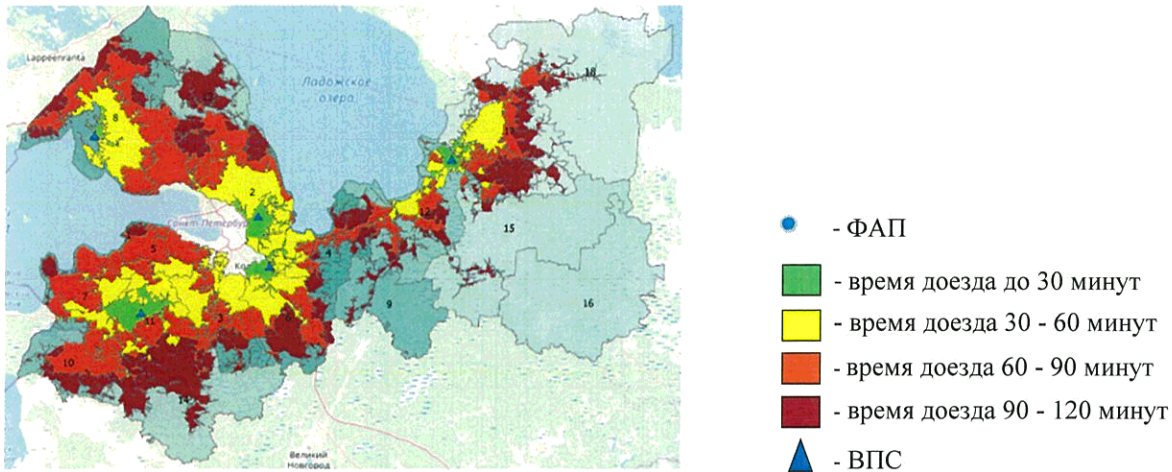 Lappeenranta
Ладожское
озеро
18
8
2
Санкт-Петербург
12
15
5
4
7
9
16
11
3
10
14
Великий
Новгород
- ФАП
- время доезда до 30 минут
- время доезда 30 - 60 минут
- время доезда 60 - 90 минут
- время доезда 90 - 120 минут
- ВПС